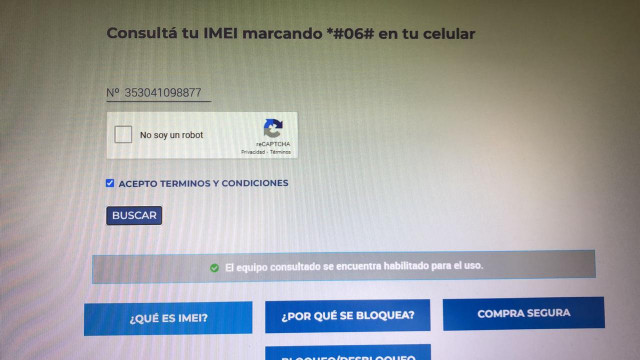 Consultá tu IMEI marcando *#06# en tu celular
Nº 353041098877
No soy un robot
reCAPTCHA
Privacidad - Términos
ACEPTO TERMINOS Y CONDICIONES
BUSCAR
El equipo consultado se encuentra habilitado para el uso.
¿QUÉ ES IMEI?
¿POR QUÉ SE BLOQUEA?
COMPRA SEGURA
BLOQUEO/DESBLOQUEO